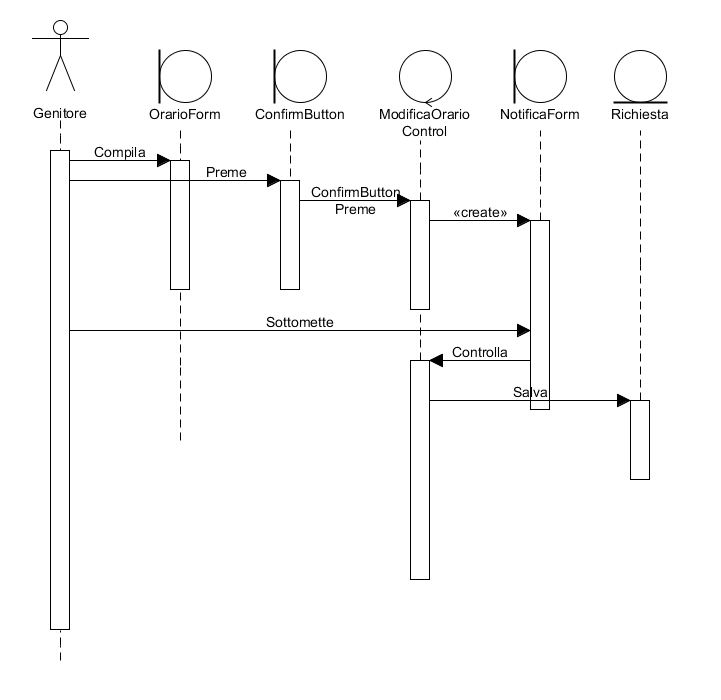 Genitore
OrarioForm
ConfirmButton
ModificaOrario
Control
NotificaForm
Richiesta
Compila
Preme
ConfirmButton
Preme
«create»
Sottomette
Controlla
Salva